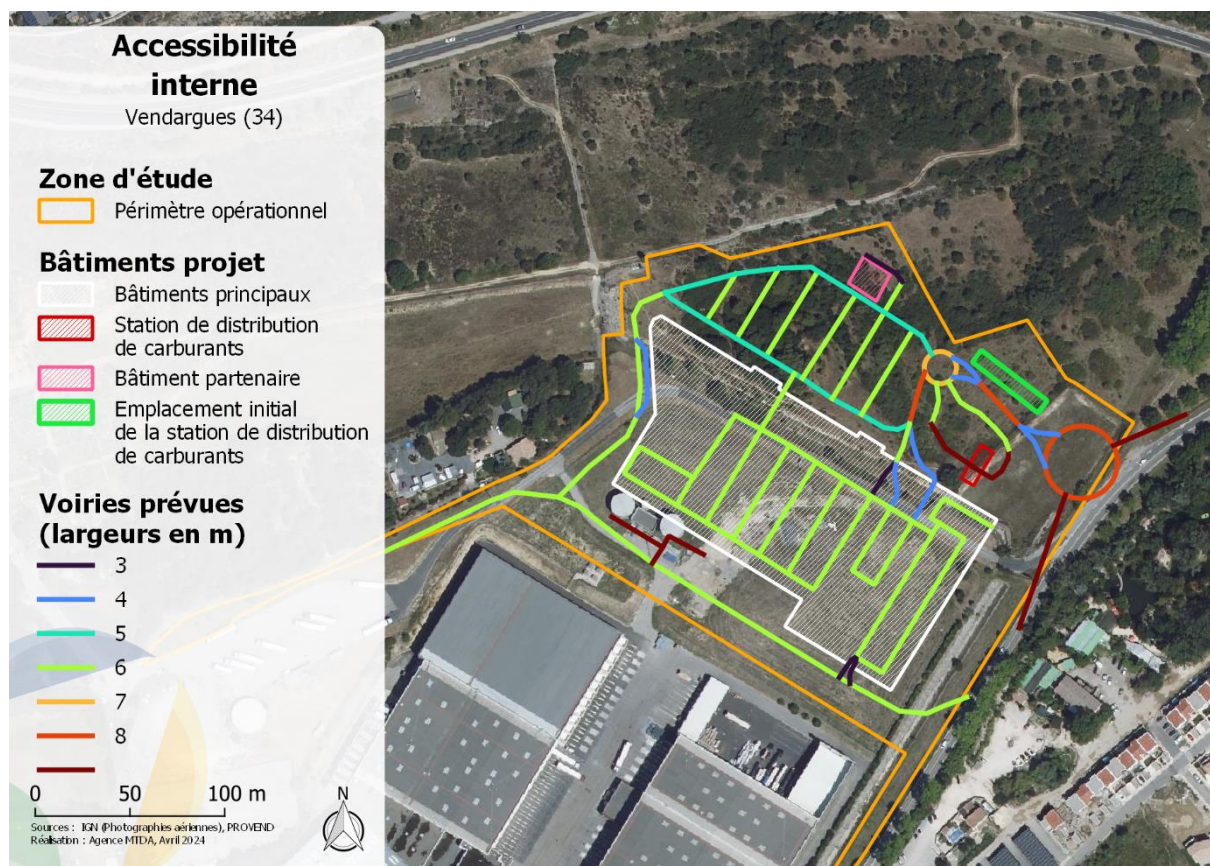 Accessibilité
interne
Vendargues (34)
Zone d'étude
Périmètre opérationnel
Bâtiments projet
Bâtiments principaux
Station de distribution
de carburants
Bâtiment partenaire
Emplacement initial
de la station de distribution
de carburants
Voiries prévues
(largeurs en m)
3
4
5
6
7
8
0 50 100 m
N
Sources : IGN (Photographies aériennes), PROVEND
Réalisation : Agence MTDA, Avril 2024